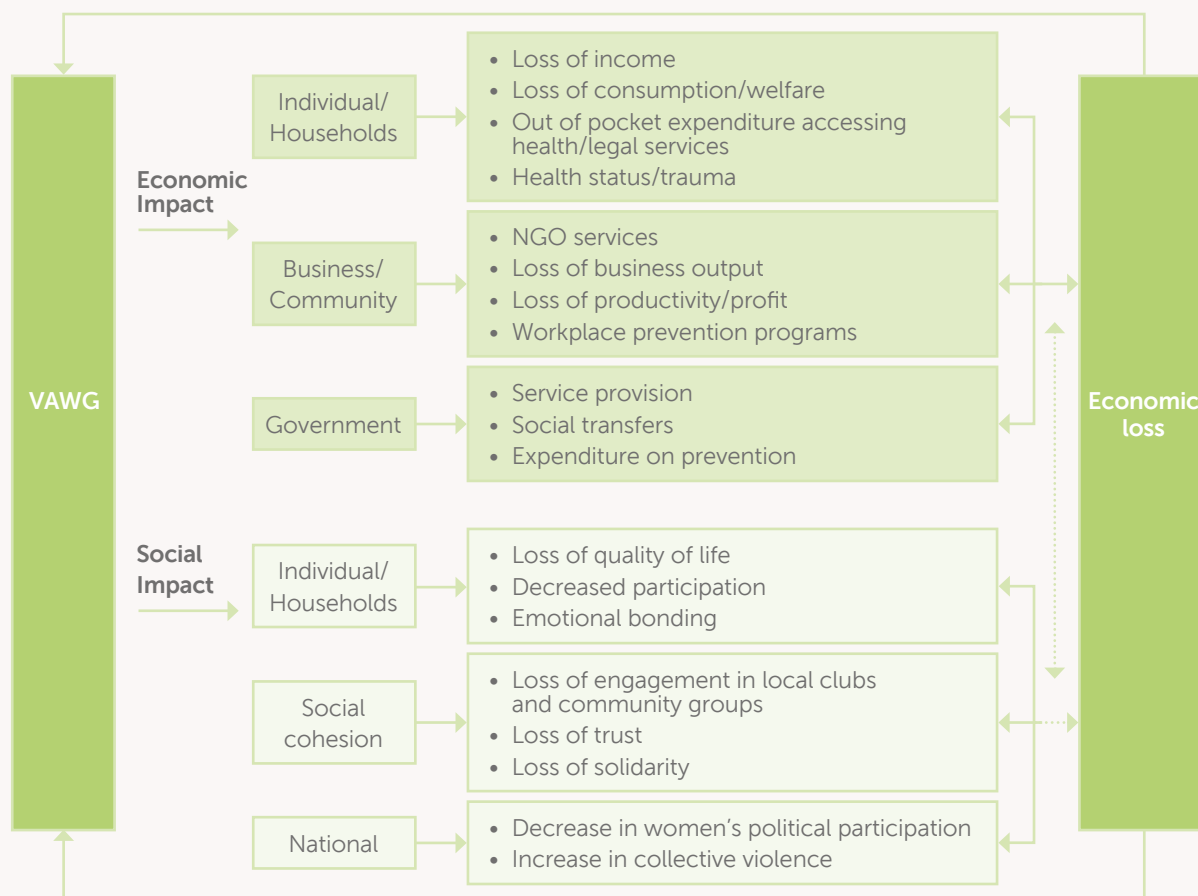 VAWG
Economic
Impact
Individual/
Households
• Loss of income
• Loss of consumption/welfare
• Out of pocket expenditure accessing
health/legal services
• Health status/trauma
Business/
Community
• NGO services
• Loss of business output
• Loss of productivity/profit
• Workplace prevention programs
Government
• Service provision
• Social transfers
• Expenditure on prevention
Social
Impact
Individual/
Households
• Loss of quality of life
• Decreased participation
• Emotional bonding
Social
cohesion
• Loss of engagement in local clubs
and community groups
• Loss of trust
• Loss of solidarity
National
• Decrease in women’s political participation
• Increase in collective violence
Economic
loss